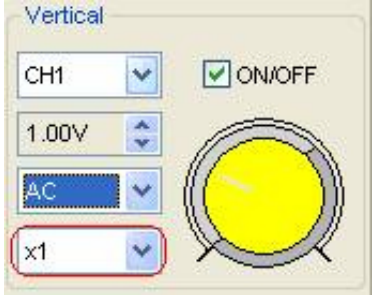 Vertical
CH1
ON/OFF
1.00V
AC
x1